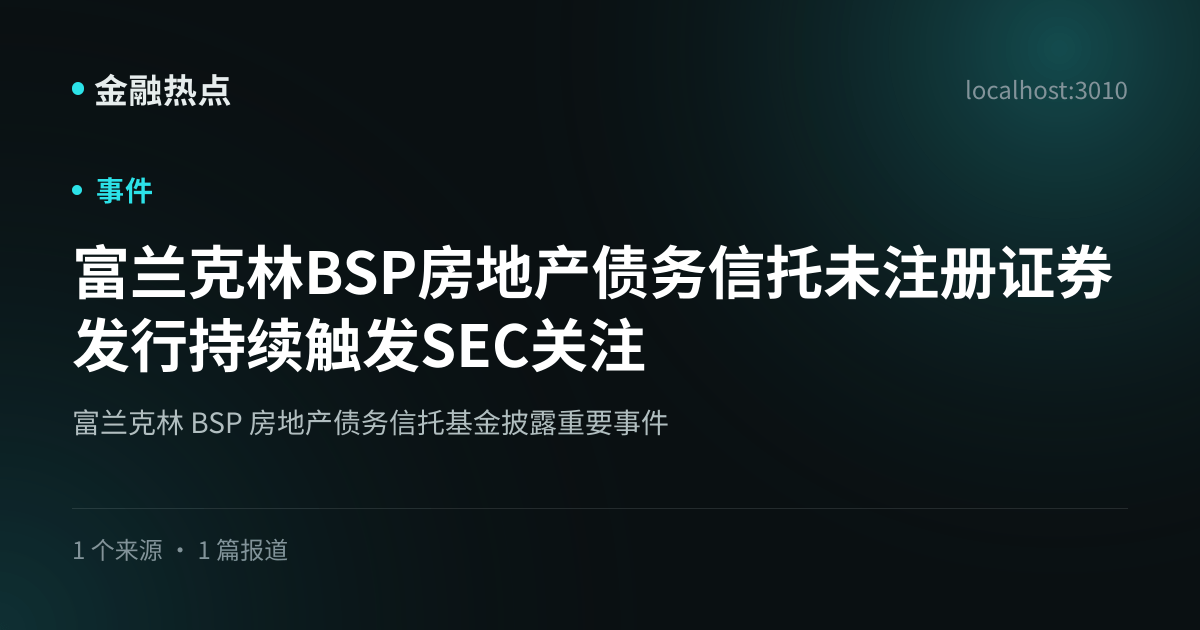 金融热点
localhost:3010
事件
富兰克林BSP房地产债务信托未注册证券
发行持续触发SEC关注
富兰克林 BSP 房地产债务信托基金披露重要事件
1 个来源 · 1 篇报道